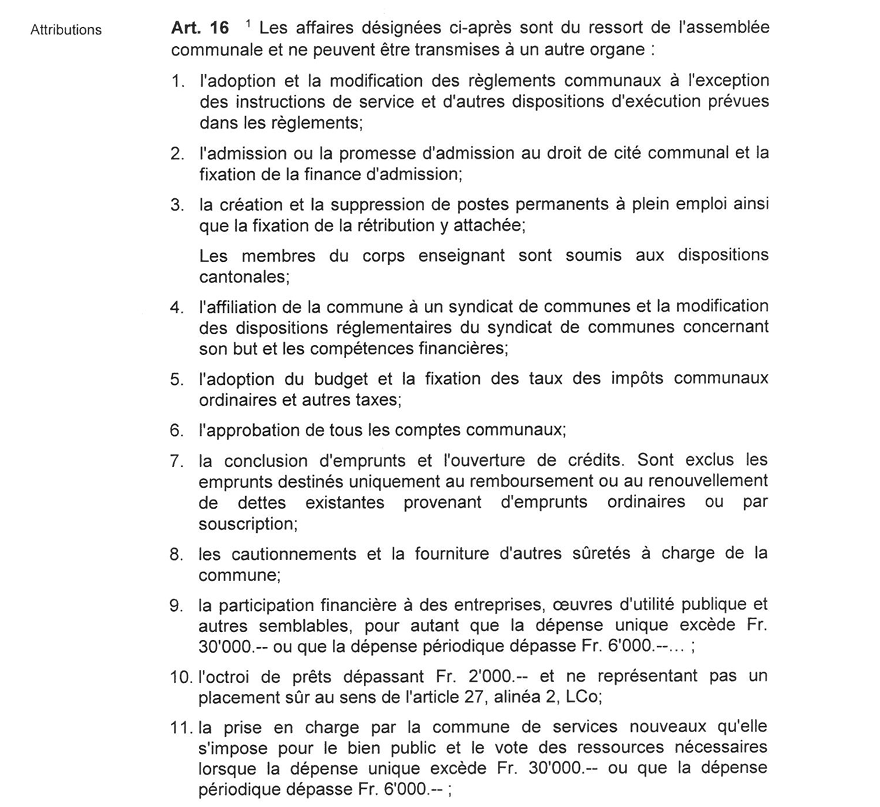 Attributions
Art. 16 ¹ Les affaires désignées ci-après sont du ressort de l'assemblée
communale et ne peuvent être transmises à un autre organe :
1. l'adoption et la modification des règlements communaux à l'exception
des instructions de service et d'autres dispositions d'exécution prévues
dans les règlements;
2. l'admission ou la promesse d'admission au droit de cité communal et la
fixation de la finance d'admission;
3. la création et la suppression de postes permanents à plein emploi ainsi
que la fixation de la rétribution y attachée;
Les membres du corps enseignant sont soumis aux dispositions
cantonales;
4. l'affiliation de la commune à un syndicat de communes et la modification
des dispositions réglementaires du syndicat de communes concernant
son but et les compétences financières;
5. l'adoption du budget et la fixation des taux des impôts communaux
ordinaires et autres taxes;
6. l'approbation de tous les comptes communaux;
7. la conclusion d'emprunts et l'ouverture de crédits. Sont exclus les
emprunts destinés uniquement au remboursement ou au renouvellement
de dettes existantes provenant d'emprunts ordinaires ou par
souscription;
8. les cautionnements et la fourniture d'autres sûretés à charge de la
commune;
9. la participation financière à des entreprises, œuvres d'utilité publique et
autres semblables, pour autant que la dépense unique excède Fr.
30'000.-- ou que la dépense périodique dépasse Fr. 6'000.--... ;
10. l'octroi de prêts dépassant Fr. 2'000.-- et ne représentant pas un
placement sûr au sens de l'article 27, alinéa 2, LCo;
11. la prise en charge par la commune de services nouveaux qu'elle
s'impose pour le bien public et le vote des ressources nécessaires
lorsque la dépense unique excède Fr. 30'000.-- ou que la dépense
périodique dépasse Fr. 6'000.-- ;